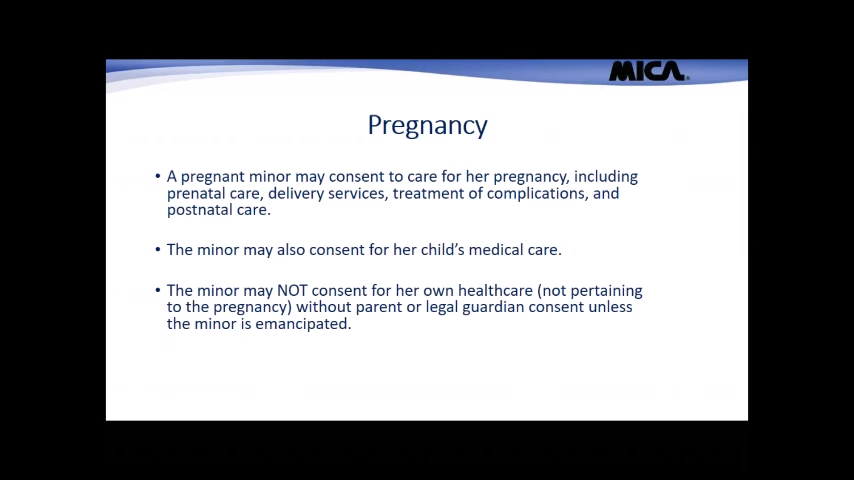 MICA®
Pregnancy
• A pregnant minor may consent to care for her pregnancy, including
prenatal care, delivery services, treatment of complications, and
postnatal care.
• The minor may also consent for her child's medical care.
• The minor may NOT consent for her own healthcare (not pertaining
to the pregnancy) without parent or legal guardian consent unless
the minor is emancipated.